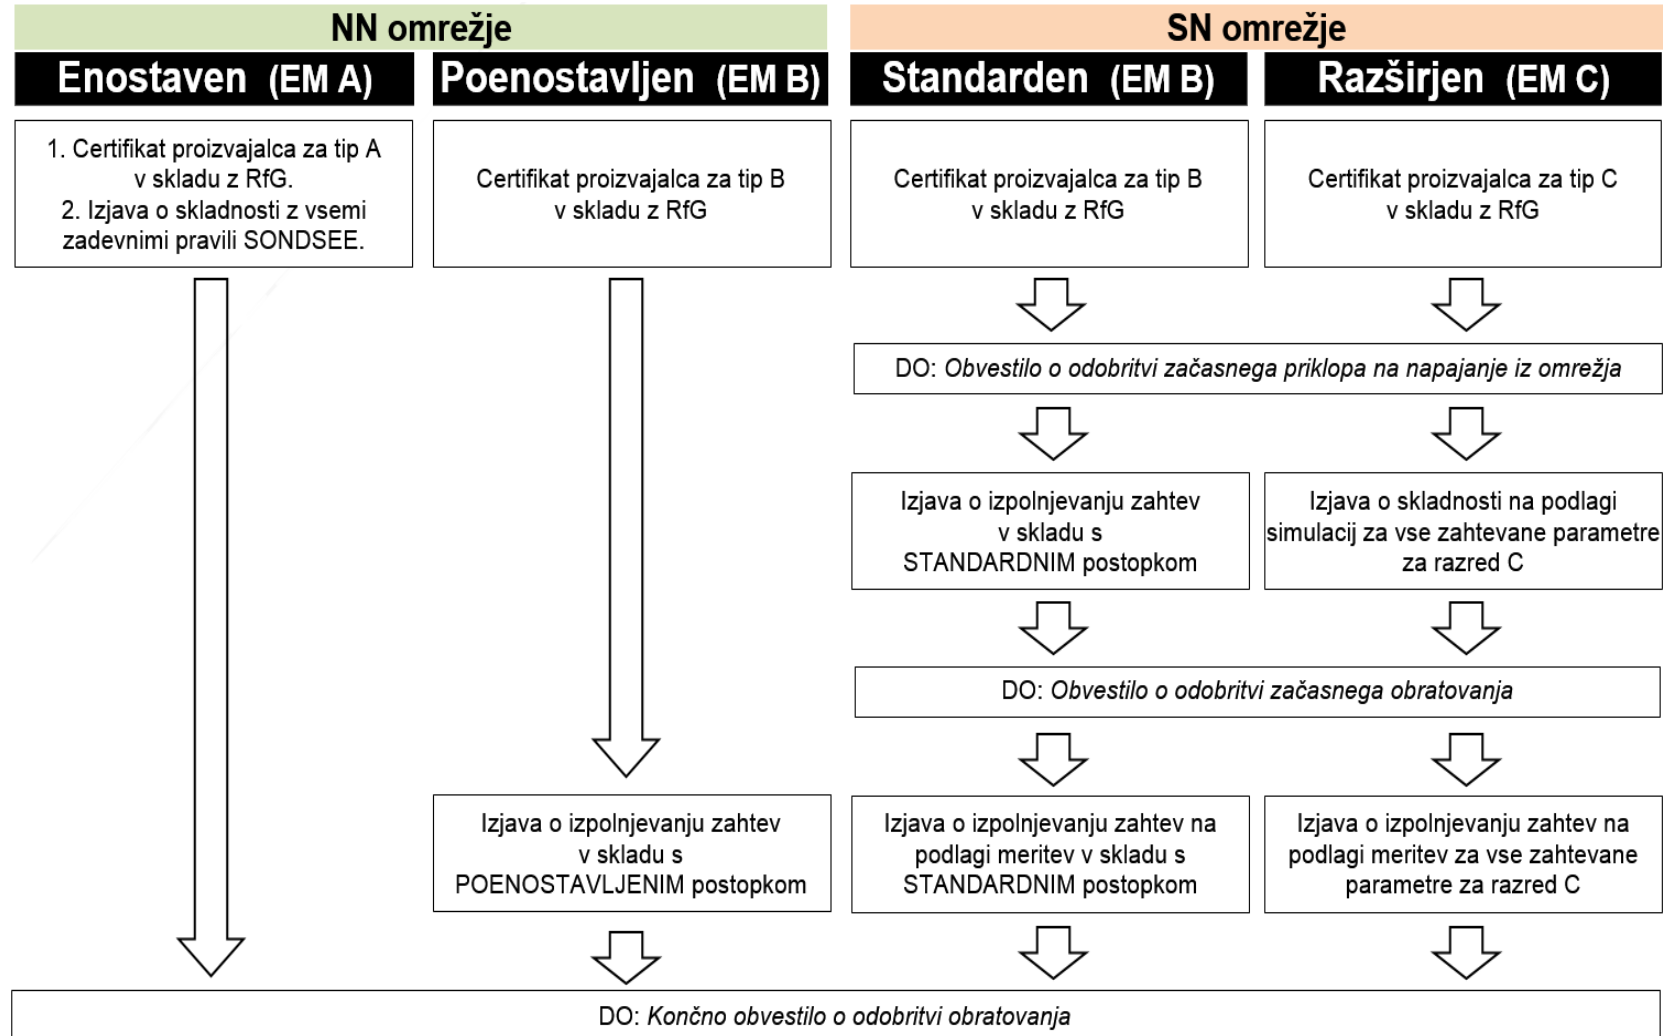 NN omrežje
SN omrežje
Enostaven (EM A)
Poenostavljen (EM B)
Standarden (EM B)
Razširjen (EM C)
1. Certifikat proizvajalca za tip A
v skladu z RfG.
2. Izjava o skladnosti z vsemi
zadevnimi pravili SONDSEE.
Certifikat proizvajalca za tip B
v skladu z RfG
Certifikat proizvajalca za tip B
v skladu z RfG
Certifikat proizvajalca za tip C
v skladu z RfG
DO: Obvestilo o odobritvi začasnega priklopa na napajanje iz omrežja
Izjava o izpolnjevanju zahtev
v skladu s
STANDARDNIM postopkom
Izjava o skladnosti na podlagi
simulacij za vse zahtevane parametre
za razred C
DO: Obvestilo o odobritvi začasnega obratovanja
Izjava o izpolnjevanju zahtev
v skladu s
POENOSTAVLJENIM postopkom
Izjava o izpolnjevanju zahtev na
podlagi meritev v skladu s
STANDARDNIM postopkom
Izjava o izpolnjevanju zahtev na
podlagi meritev za vse zahtevane
parametre za razred C
DO: Končno obvestilo o odobritvi obratovanja